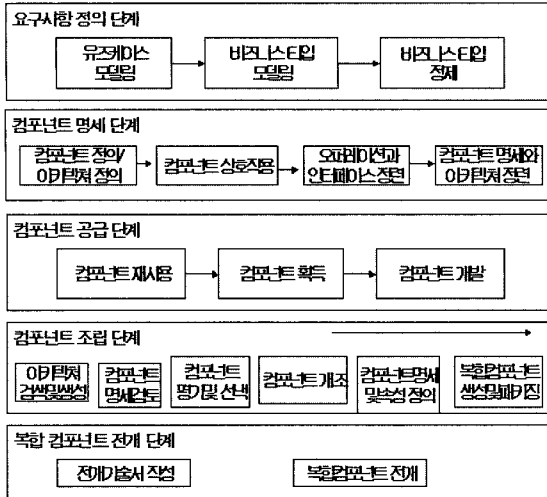 요구사항 정의 단계
유즈케이스
모델링
비즈니스타입
모델링
비즈니스타입
정제
컴포넌트 명세 단계
컴포넌트 정의/
아키텍쳐 정의
컴포넌트 상호작용
오퍼레이션과
인터페이스 정련
컴포넌트 명세와
아키텍쳐 정련
컴포넌트 공급 단계
컴포넌트 재사용
컴포넌트 획득
컴포넌트 개발
컴포넌트 조립 단계
아키텍쳐
검색및생성
컴포넌트
명세검토
컴포넌트
평가및 선택
컴포넌트 개조
컴포넌트명세
및속성 정의
복합컴포넌트
생성및패키징
복합 컴포넌트 전개 단계
전개기술서 작성
복합컴포넌트 전개